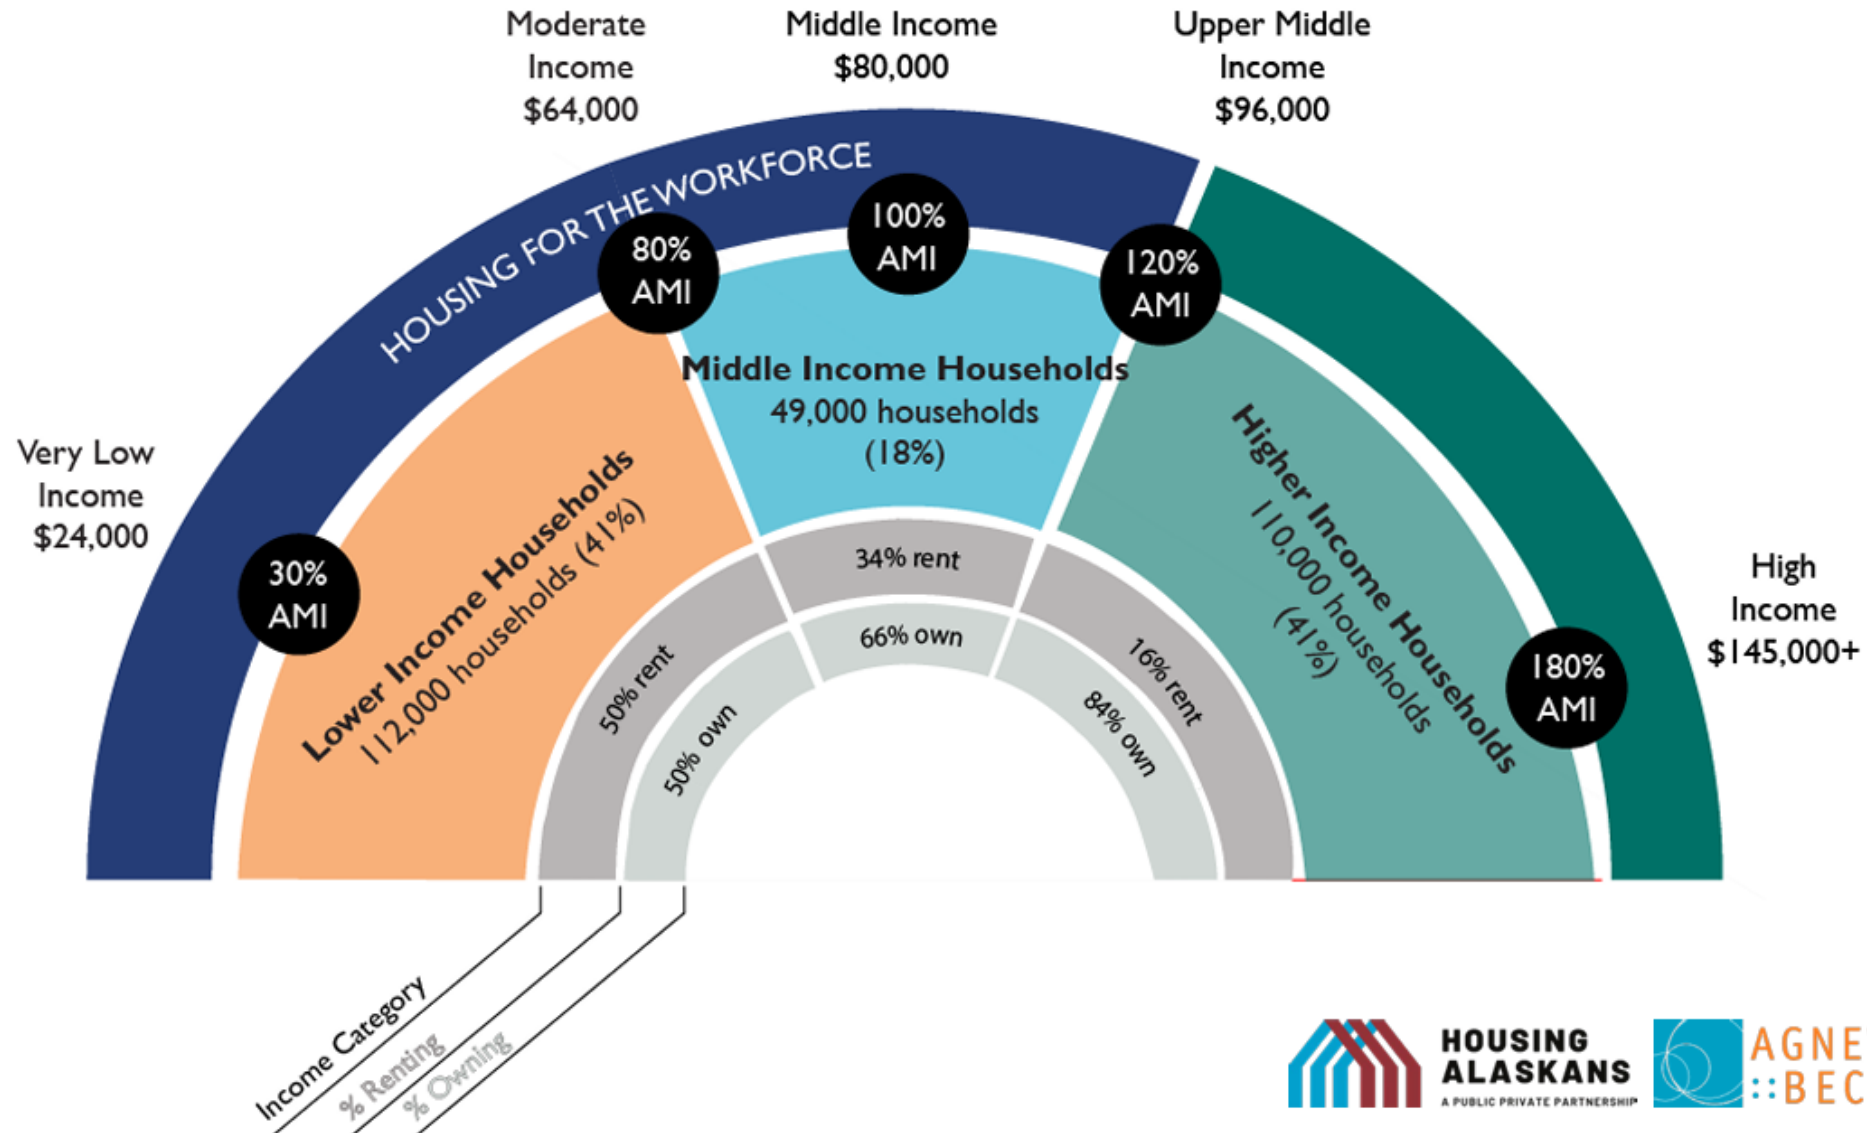 Moderate
Income
$64,000
Middle Income
$80,000
Upper Middle
Income
$96,000
HOUSING FOR THE WORKFORCE
80%
AMI
100%
AMI
120%
AMI
Very Low
Income
$24,000
30%
AMI
Lower Income Households
112,000 households (41%)
Middle Income Households
49,000 households
(18%)
Higher Income Households
110,000 households
(41%)
180%
AMI
High
Income
$145,000+
50% rent
34% rent
16% rent
50% own
66% own
84% own
Income Category
% Renting
% Owning
HOUSING
ALASKANS
A PUBLIC PRIVATE PARTNERSHIP
AGNE
::BEC